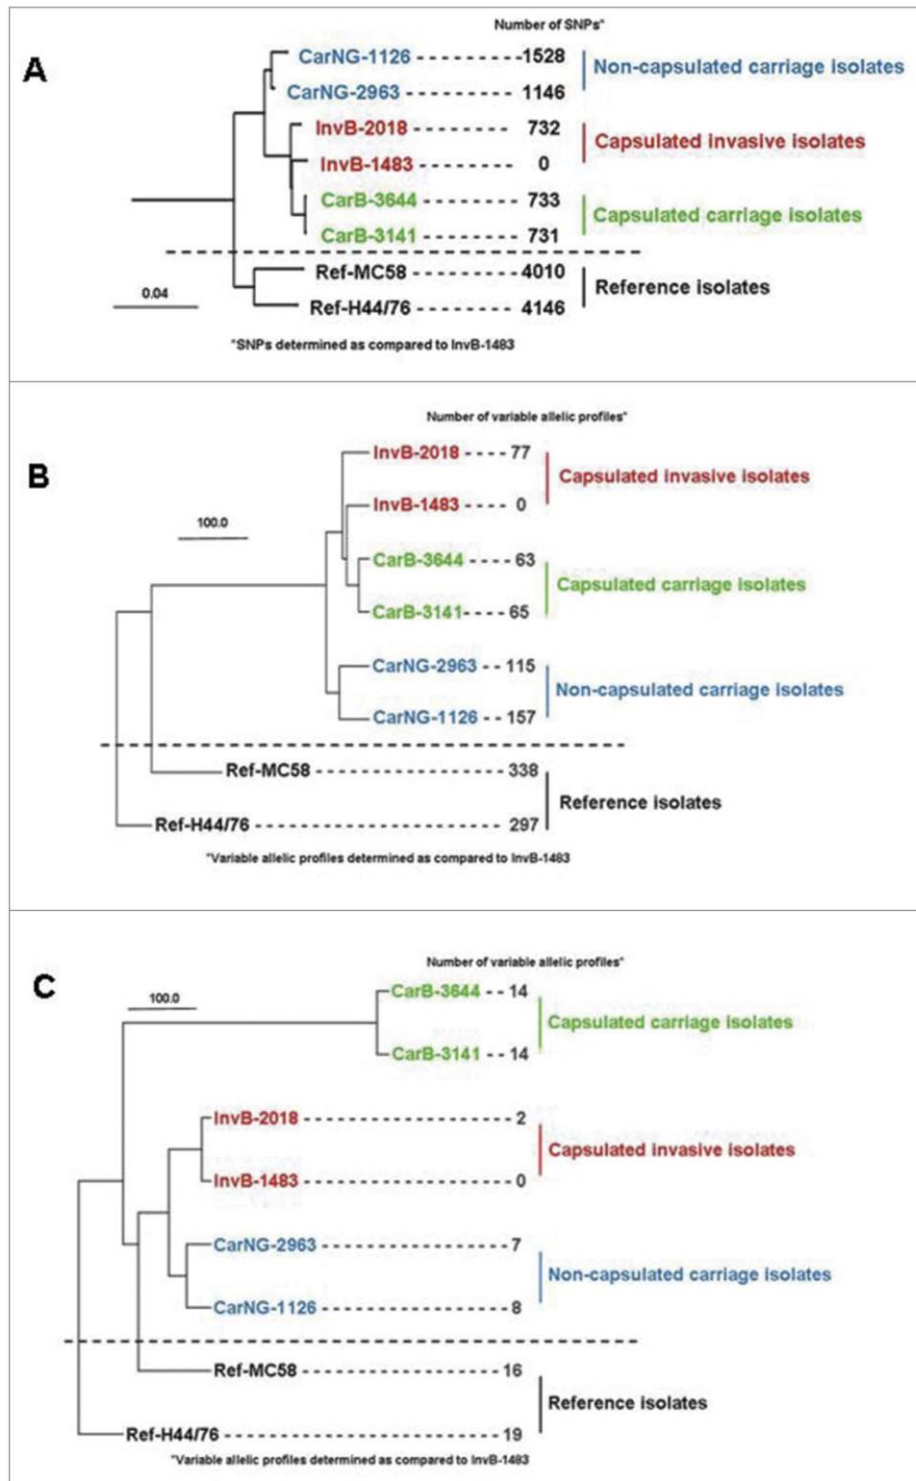 Number of SNPs*
A
CarNG-1126 1528
Non-capsulated carriage isolates
CarNG-2963 1146
InvB-2018 732
Capsulated invasive isolates
InvB-1483 0
CarB-3644 733
Capsulated carriage isolates
CarB-3141 731
Ref-MC58 4010
Reference isolates
0.04
Ref-H44/76 4146
*SNPs determined as compared to InvB-1483
Number of variable allelic profiles*
B
InvB-2018 77
Capsulated invasive isolates
InvB-1483 0
100.0
CarB-3644 63
Capsulated carriage isolates
CarB-3141 65
CarNG-2963 115
Non-capsulated carriage isolates
CarNG-1126 157
Ref-MC58 338
Reference isolates
Ref-H44/76 297
*Variable allelic profiles determined as compared to InvB-1483
Number of variable allelic profiles*
C
100.0
CarB-3644 14
Capsulated carriage isolates
CarB-3141 14
InvB-2018 2
Capsulated invasive isolates
InvB-1483 0
CarNG-2963 7
Non-capsulated carriage isolates
CarNG-1126 8
Ref-MC58 16
Reference isolates
Ref-H44/76 19
*Variable allelic profiles determined as compared to InvB-1483